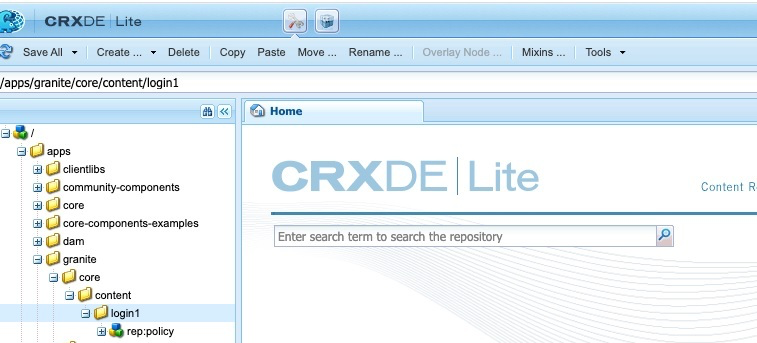 CRXDE | Lite
Save All Create ... Delete Copy Paste Move ... Rename ... Overlay Node ... Mixins ... Tools
/apps/granite/core/content/login1
Home
/
apps
clientlibs
community-components
core
core-components-examples
dam
granite
core
content
login1
rep:policy
CRXDE | Lite
Content Re
Enter search term to search the repository